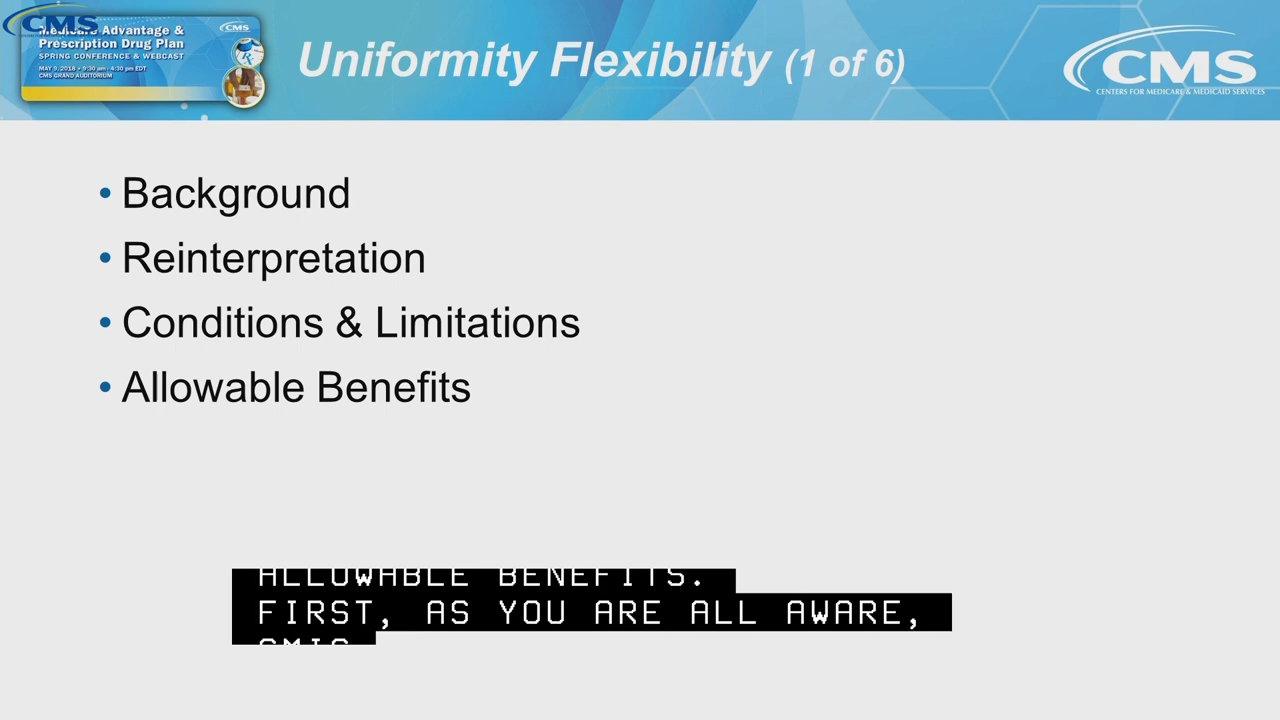 CMS
Medicare Advantage &
Prescription Drug Plan
SPRING CONFERENCE & WEBCAST
MAY 9, 2018 • 9:30 am - 4:30 pm EDT
CMS GRAND AUDITORIUM
CMS
Uniformity Flexibility (1 of 6)
CMS
CENTERS FOR MEDICARE & MEDICAID SERVICES
• Background
• Reinterpretation
• Conditions & Limitations
• Allowable Benefits
ALLOWABLE BENEFITS.
FIRST, AS YOU ARE ALL AWARE,